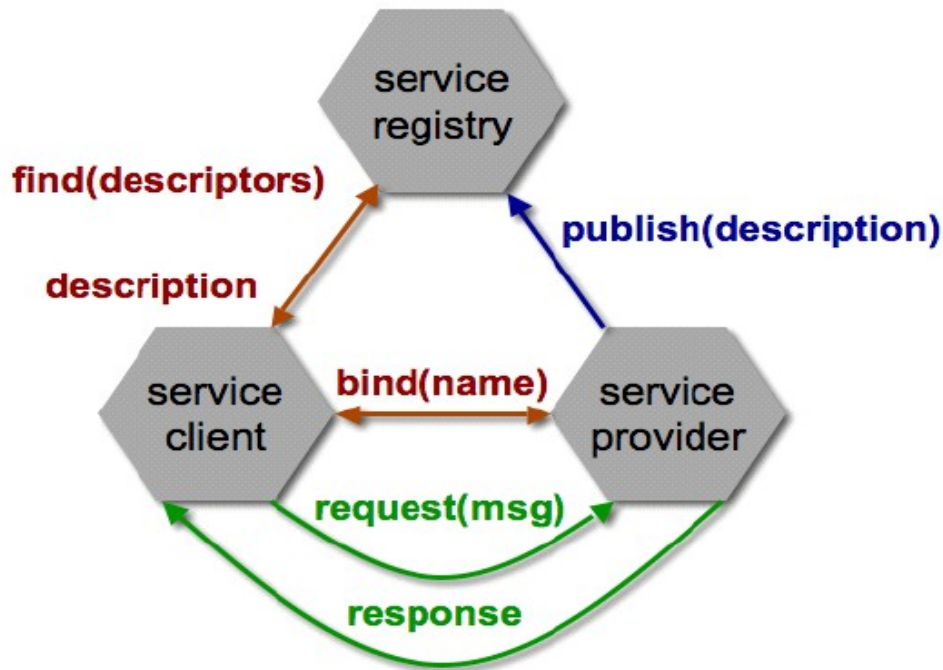 service
registry
find(descriptors)
publish(description)
description
bind(name)
service
client
service
provider
request(msg)
response